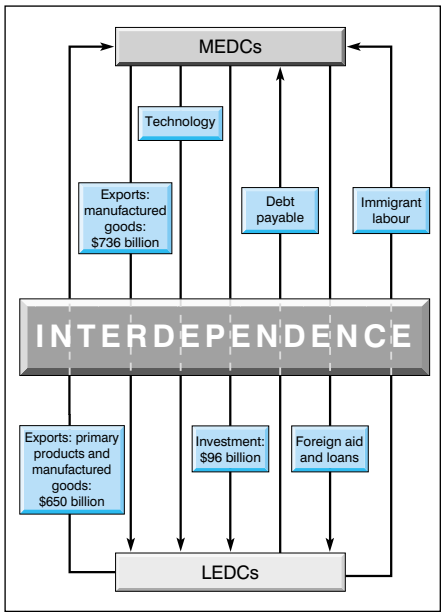 MEDCs
Technology
Exports:
manufactured
goods:
$736 billion
Debt
payable
Immigrant
labour
INTERDEPENDENCE
Exports: primary
products and
manufactured
goods:
$650 billion
Investment:
$96 billion
Foreign aid
and loans
LEDCs